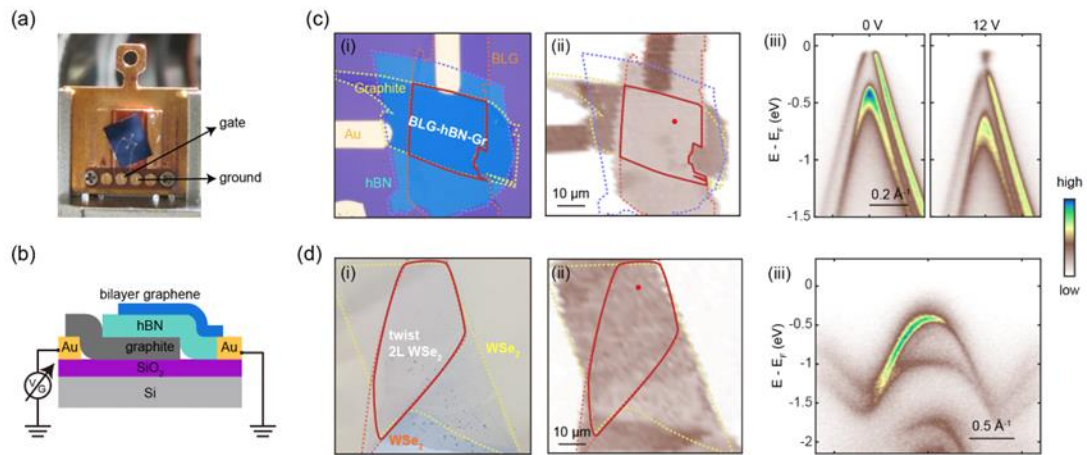 (a)
gate
ground
(b)
bilayer graphene
hBN
Au
graphite
Au
SiO₂
Si
V_G
(c)
(i)
BLG
Graphite
BLG-hBN-Gr
Au
hBN
(ii)
10 μm
(iii)
0 V
12 V
0
-0.5
-1
-1.5
E - E_F (eV)
0.2 Å⁻¹
high
low
(d)
(i)
twist
2L WSe₂
WSe₂
WSe₂
(ii)
10 μm
(iii)
0
-0.5
-1
-1.5
-2
E - E_F (eV)
0.5 Å⁻¹